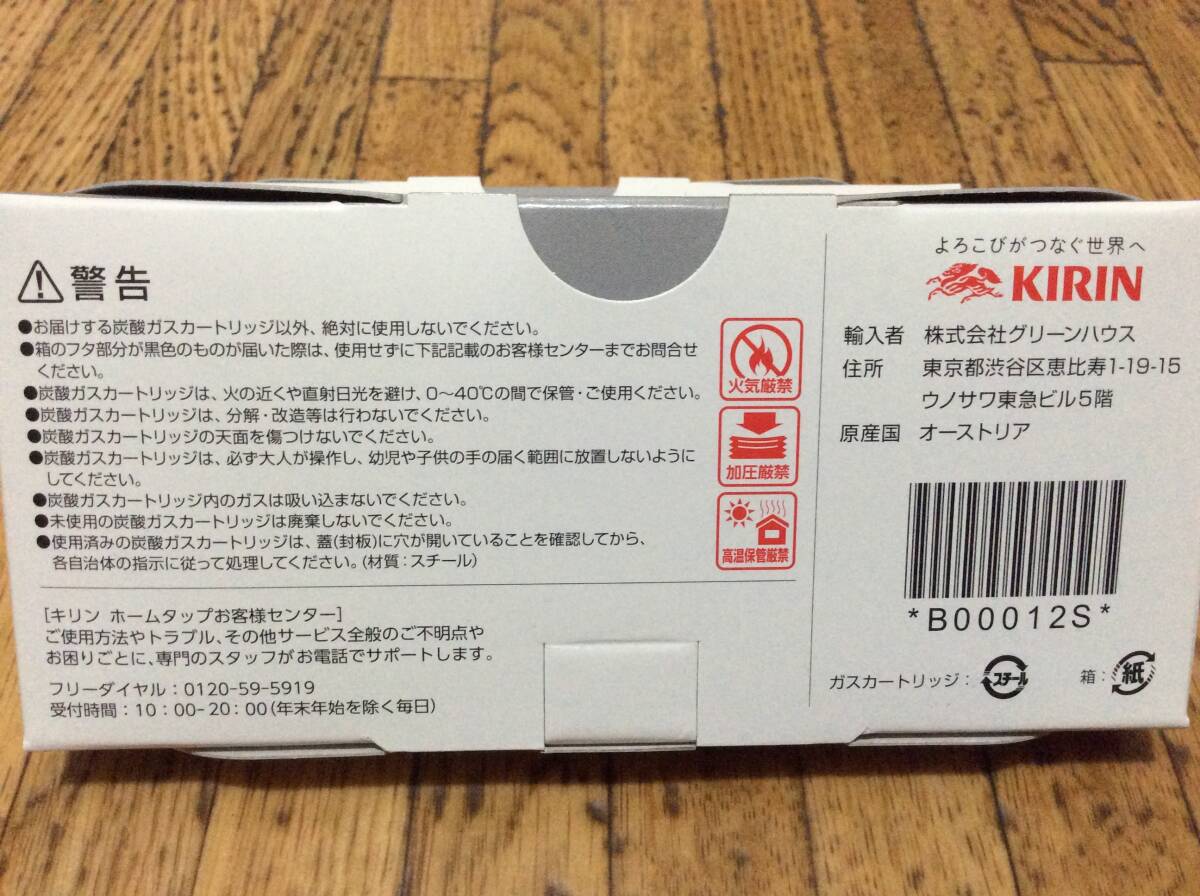 警告
●お届けする炭酸ガスカートリッジ以外、絶対に使用しないでください。
●箱のフタ部分が黒色のものが届いた際は、使用せずに下記記載のお客様センターまでお問合せ
ください。
●炭酸ガスカートリッジは、火の近くや直射日光を避け、0～40℃の間で保管・ご使用ください。
●炭酸ガスカートリッジは、分解・改造等は行わないでください。
●炭酸ガスカートリッジの天面を傷つけないでください。
●炭酸ガスカートリッジは、必ず大人が操作し、幼児や子供の手の届く範囲に放置しないように
してください。
●炭酸ガスカートリッジ内のガスは吸い込まないでください。
●未使用の炭酸ガスカートリッジは廃棄しないでください。
●使用済みの炭酸ガスカートリッジは、蓋(封板)に穴が開いていることを確認してから、
各自治体の指示に従って処理してください。(材質：スチール)
火気厳禁
加圧厳禁
高温保管厳禁
[キリン ホームタップお客様センター]
ご使用方法やトラブル、その他サービス全般のご不明点や
お困りごとに、専門のスタッフがお電話でサポートします。
フリーダイヤル：0120-59-5919
受付時間：10：00-20：00(年末年始を除く毎日)
よろこびがつなぐ世界へ
KIRIN
輸入者 株式会社グリーンハウス
住所 東京都渋谷区恵比寿1-19-15
ウノサワ東急ビル5階
原産国 オーストリア
*B00012S*
ガスカートリッジ： スチール
箱： 紙